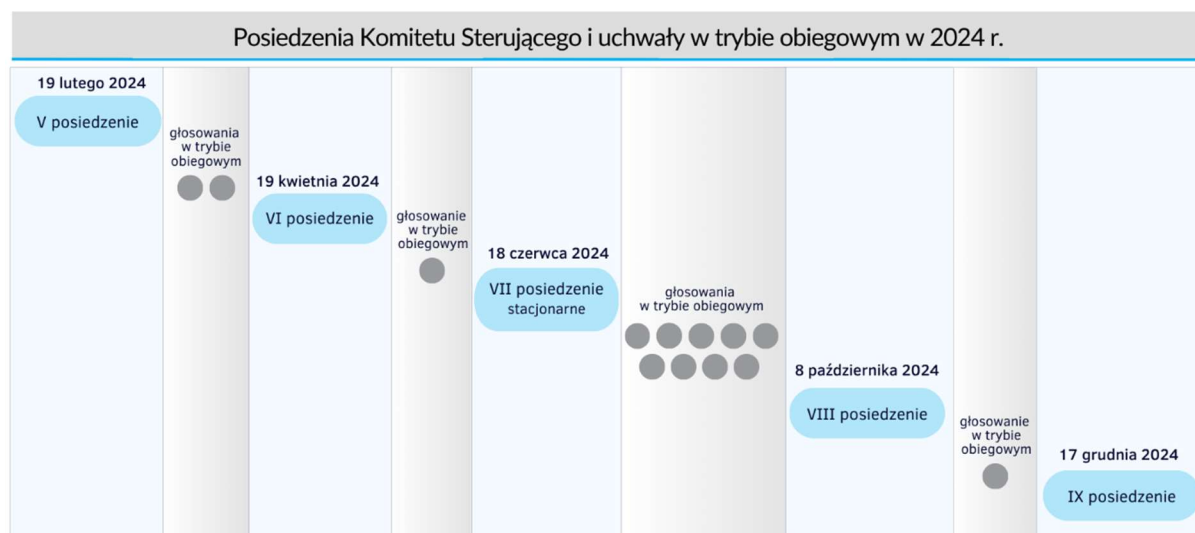 Posiedzenia Komitetu Sterującego i uchwały w trybie obiegowym w 2024 r.
19 lutego 2024
V posiedzenie
głosowania
w trybie
obiegowym
19 kwietnia 2024
VI posiedzenie
głosowanie
w trybie
obiegowym
18 czerwca 2024
VII posiedzenie
stacjonarne
głosowania
w trybie obiegowym
8 października 2024
VIII posiedzenie
głosowanie
w trybie
obiegowym
17 grudnia 2024
IX posiedzenie